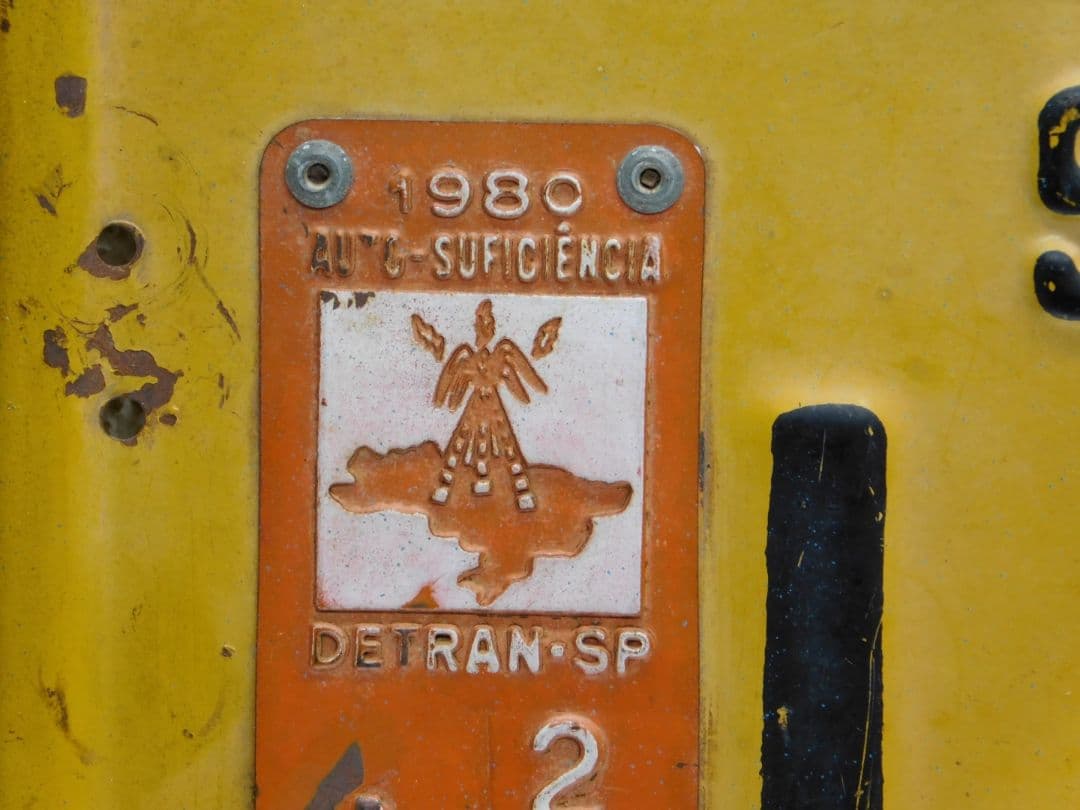 1980
AUTO-SUFICIÊNCIA
DETRAN·SP
2